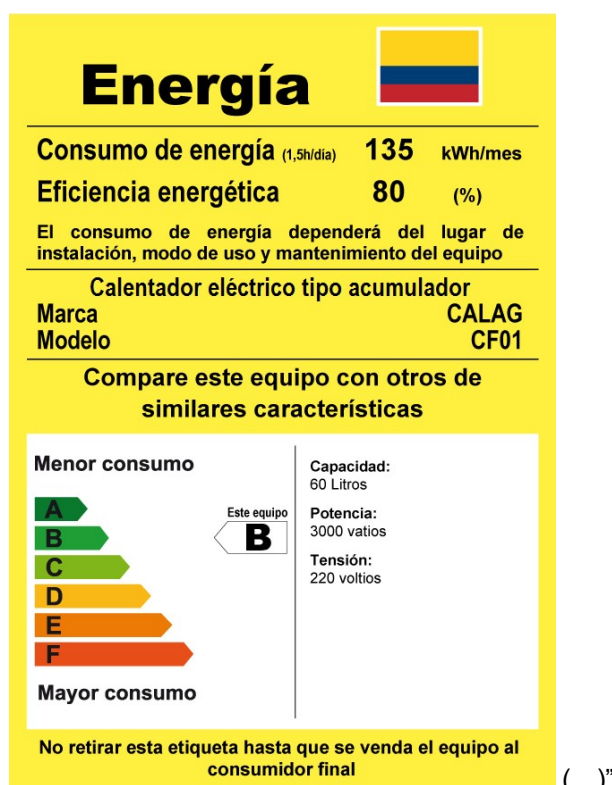 Energía
Consumo de energía (1,5h/día) 135 kWh/mes
Eficiencia energética 80 (%)
El consumo de energía dependerá del lugar de
instalación, modo de uso y mantenimiento del equipo
Calentador eléctrico tipo acumulador
Marca CALAG
Modelo CF01
Compare este equipo con otros de
similares características
Menor consumo
A
B
C
D
E
F
Mayor consumo
Este equipo
B
Capacidad:
60 Litros
Potencia:
3000 vatios
Tensión:
220 voltios
No retirar esta etiqueta hasta que se venda el equipo al
consumidor final
( )”